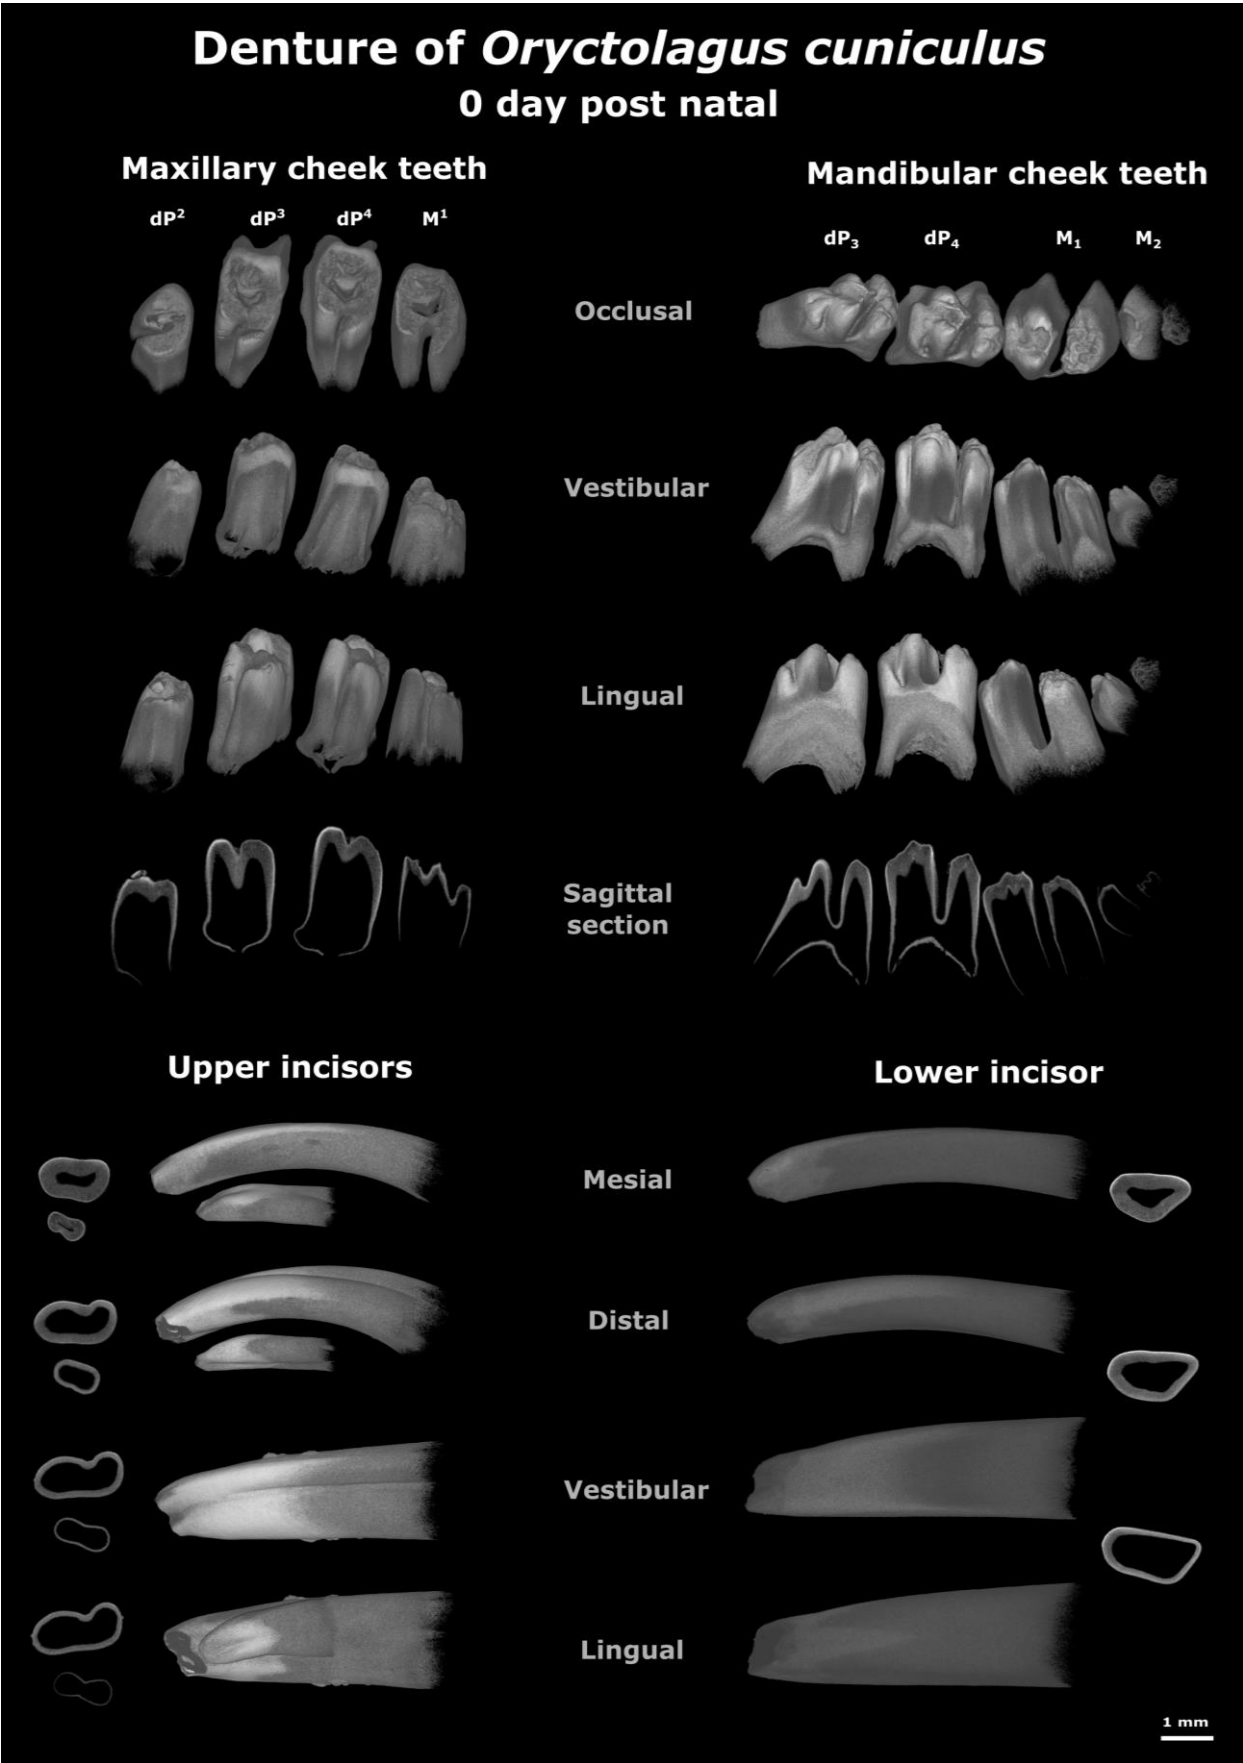 Denture of Oryctolagus cuniculus
0 day post natal
Maxillary cheek teeth
Mandibular cheek teeth
dP² dP³ dP⁴ M¹
dP₃ dP₄ M₁ M₂
Occlusal
Vestibular
Lingual
Sagittal
section
Upper incisors
Lower incisor
Mesial
Distal
Vestibular
Lingual
1 mm